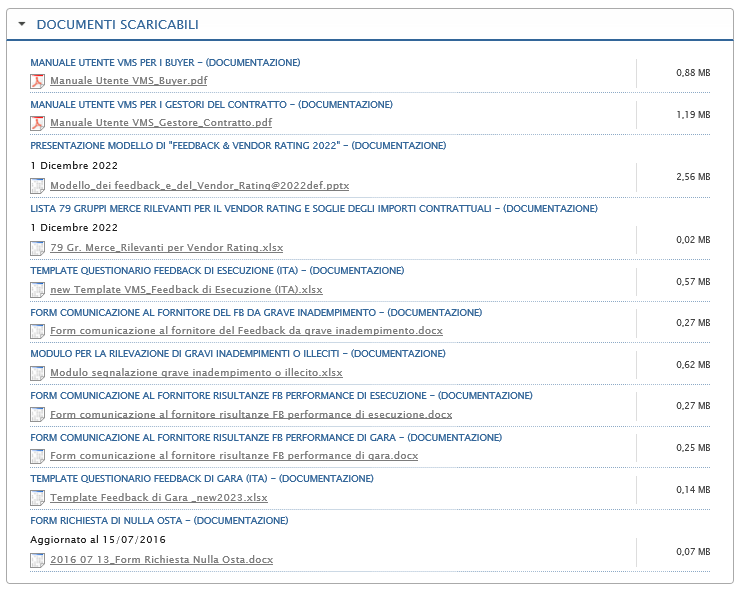 DOCUMENTI SCARICABILI
MANUALE UTENTE VMS PER I BUYER - (DOCUMENTAZIONE)
Manuale Utente VMS_Buyer.pdf
0,88 MB
MANUALE UTENTE VMS PER I GESTORI DEL CONTRATTO - (DOCUMENTAZIONE)
Manuale Utente VMS_Gestore_Contratto.pdf
1,19 MB
PRESENTAZIONE MODELLO DI "FEEDBACK & VENDOR RATING 2022" - (DOCUMENTAZIONE)
1 Dicembre 2022
Modello_dei feedback_e_del_Vendor_Rating@2022def.pptx
2,56 MB
LISTA 79 GRUPPI MERCE RILEVANTI PER IL VENDOR RATING E SOGLIE DEGLI IMPORTI CONTRATTUALI - (DOCUMENTAZIONE)
1 Dicembre 2022
79 Gr. Merce_Rilevanti per Vendor Rating.xlsx
0,02 MB
TEMPLATE QUESTIONARIO FEEDBACK DI ESECUZIONE (ITA) - (DOCUMENTAZIONE)
new Template VMS_Feedback di Esecuzione (ITA).xlsx
0,57 MB
FORM COMUNICAZIONE AL FORNITORE DEL FB DA GRAVE INADEMPIMENTO - (DOCUMENTAZIONE)
Form comunicazione al fornitore del Feedback da grave inadempimento.docx
0,27 MB
MODULO PER LA RILEVAZIONE DI GRAVI INADEMPIMENTI O ILLECITI - (DOCUMENTAZIONE)
Modulo segnalazione grave inadempimento o illecito.xlsx
0,62 MB
FORM COMUNICAZIONE AL FORNITORE RISULTANZE FB PERFORMANCE DI ESECUZIONE - (DOCUMENTAZIONE)
Form comunicazione al fornitore risultanze FB performance di esecuzione.docx
0,27 MB
FORM COMUNICAZIONE AL FORNITORE RISULTANZE FB PERFORMANCE DI GARA - (DOCUMENTAZIONE)
Form comunicazione al fornitore risultanze FB performance di gara.docx
0,25 MB
TEMPLATE QUESTIONARIO FEEDBACK DI GARA (ITA) - (DOCUMENTAZIONE)
Template Feedback di Gara _new2023.xlsx
0,14 MB
FORM RICHIESTA DI NULLA OSTA - (DOCUMENTAZIONE)
Aggiornato al 15/07/2016
2016 07 13_Form Richiesta Nulla Osta.docx
0,07 MB